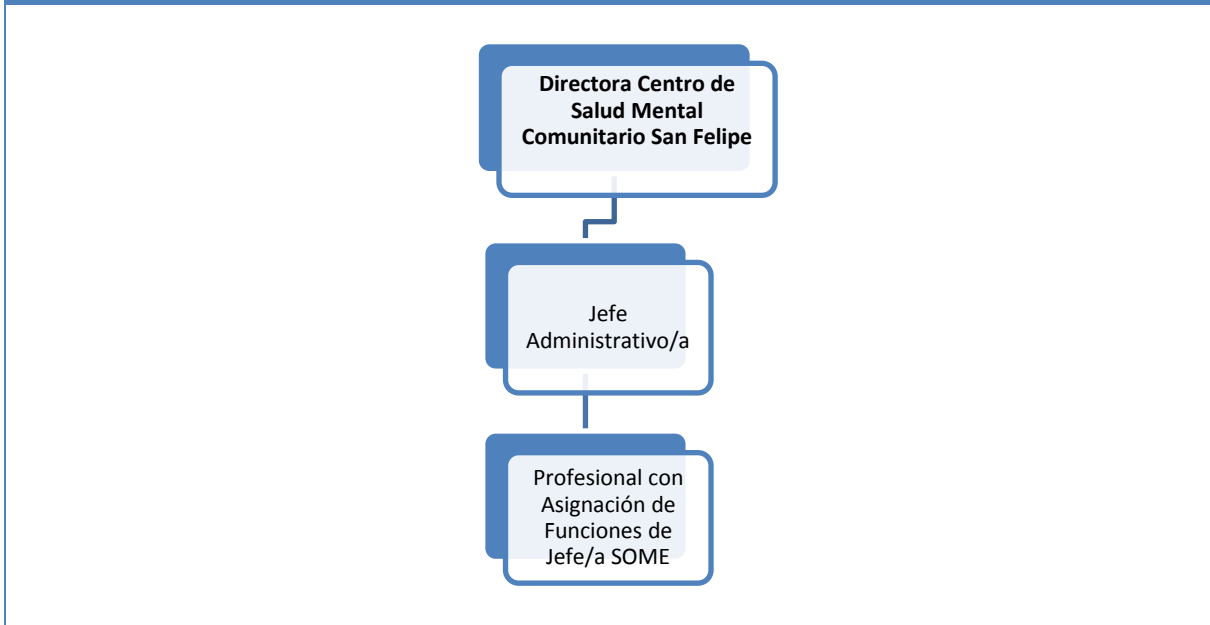 Directora Centro de
Salud Mental
Comunitario San Felipe
Jefe
Administrativo/a
Profesional con
Asignación de
Funciones de
Jefe/a SOME